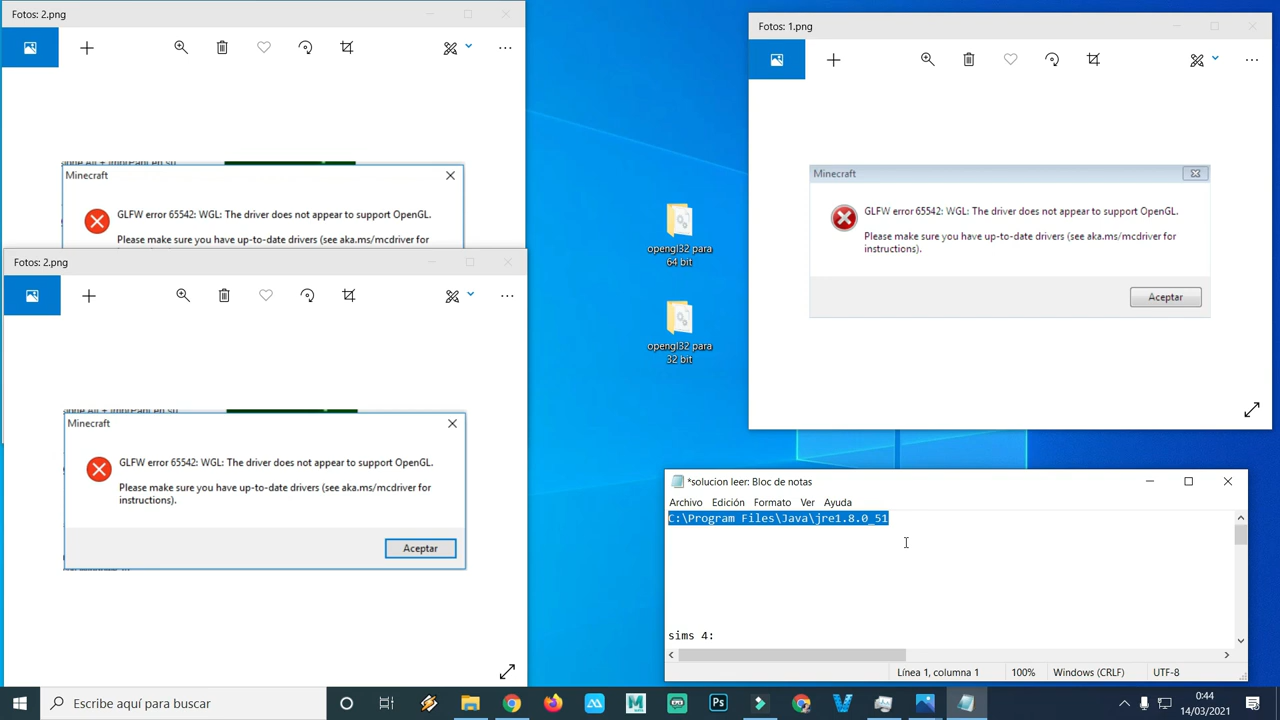 Fotos: 2.png
Minecraft
GLFW error 65542: WGL: The driver does not appear to support OpenGL.
Please make sure you have up-to-date drivers (see aka.ms/mcdriver for
Fotos: 2.png
Minecraft
GLFW error 65542: WGL: The driver does not appear to support OpenGL.
Please make sure you have up-to-date drivers (see aka.ms/mcdriver for
instructions).
Aceptar
opengl32 para
64 bit
opengl32 para
32 bit
Fotos: 1.png
Minecraft
GLFW error 65542: WGL: The driver does not appear to support OpenGL.
Please make sure you have up-to-date drivers (see aka.ms/mcdriver for
instructions).
Aceptar
*solucion leer: Bloc de notas
Archivo Edición Formato Ver Ayuda
C:\Program Files\Java\jre1.8.0_51
sims 4:
Línea 1, columna 1 100% Windows (CRLF) UTF-8
Escribe aquí para buscar
Ps
0:44
14/03/2021